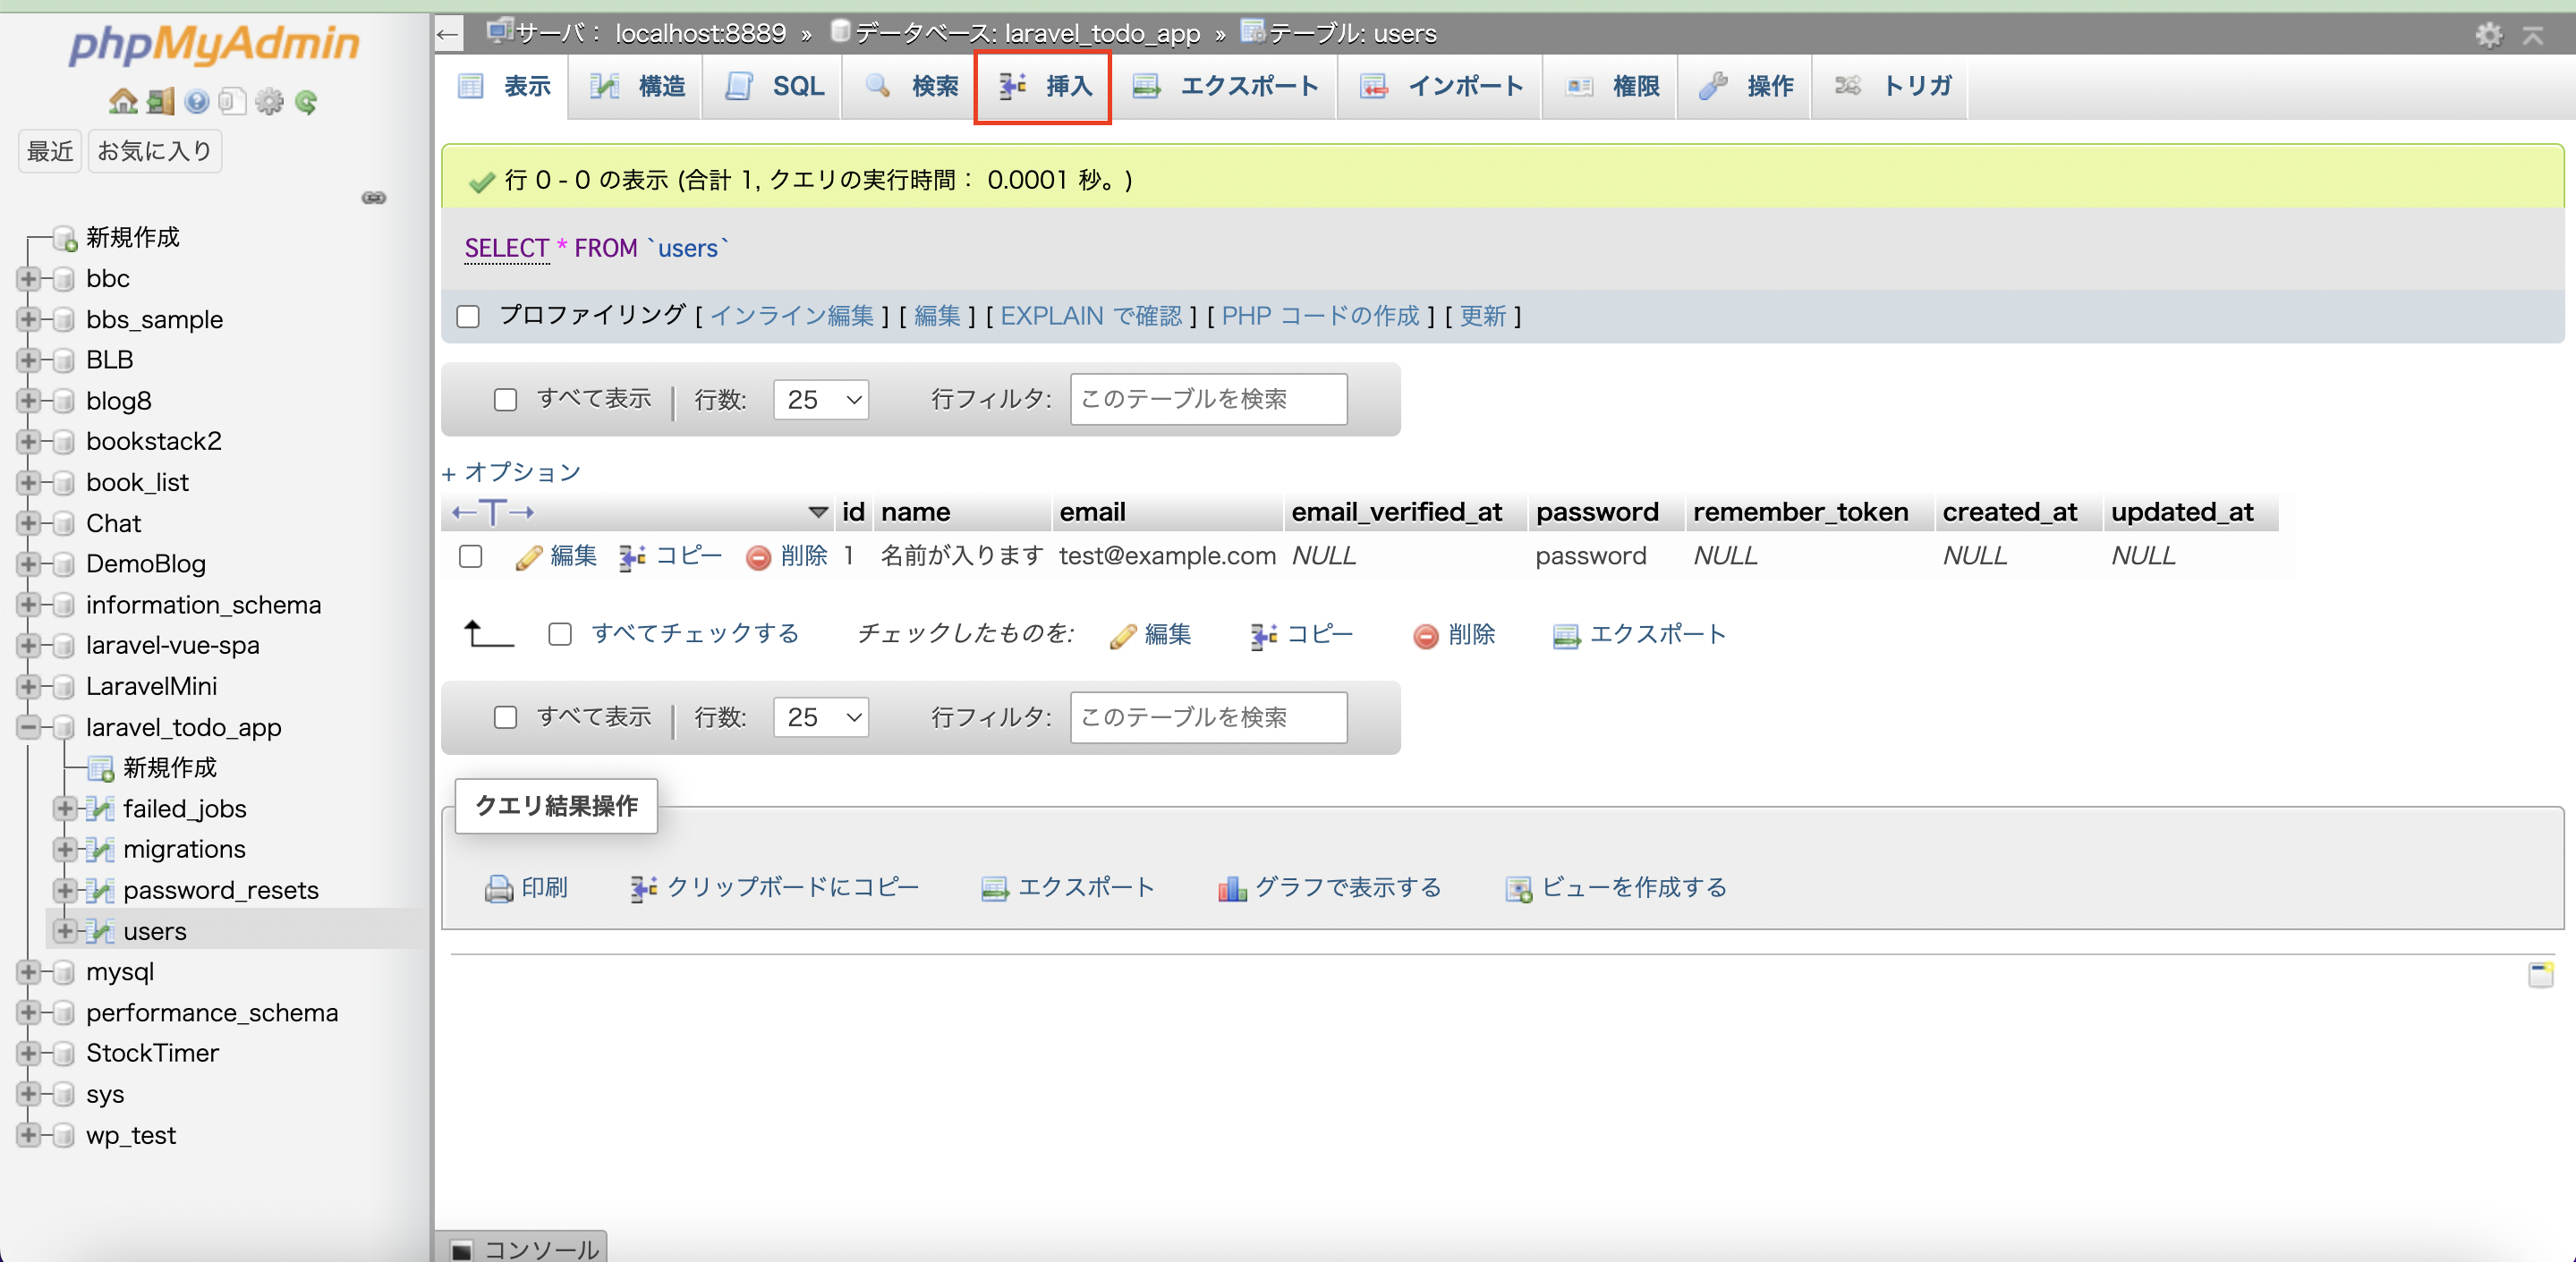 phpMyAdmin
最近 お気に入り
新規作成
bbc
bbs_sample
BLB
blog8
bookstack2
book_list
Chat
DemoBlog
information_schema
laravel-vue-spa
LaravelMini
laravel_todo_app
新規作成
failed_jobs
migrations
password_resets
users
mysql
performance_schema
StockTimer
sys
wp_test
← サーバ： localhost:8889 » データベース: laravel_todo_app » テーブル: users
表示 構造 SQL 検索 挿入 エクスポート インポート 権限 操作 トリガ
行 0 - 0 の表示 (合計 1, クエリの実行時間： 0.0001 秒。)
SELECT * FROM `users`
プロファイリング [ インライン編集 ] [ 編集 ] [ EXPLAIN で確認 ] [ PHP コードの作成 ] [ 更新 ]
すべて表示 | 行数: 25 行フィルタ: このテーブルを検索
+ オプション
←T→ id name email email_verified_at password remember_token created_at updated_at
編集 コピー 削除 1 名前が入ります test@example.com NULL password NULL NULL NULL
すべてチェックする チェックしたものを: 編集 コピー 削除 エクスポート
すべて表示 | 行数: 25 行フィルタ: このテーブルを検索
クエリ結果操作
印刷 クリップボードにコピー エクスポート グラフで表示する ビューを作成する
コンソール